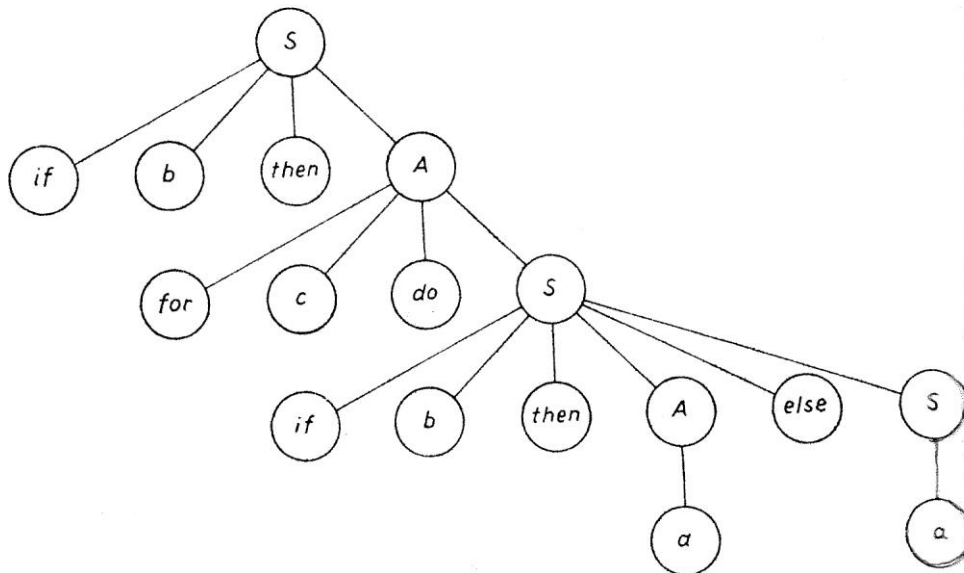 S
if b then A
for c do S
if b then A else S
a a